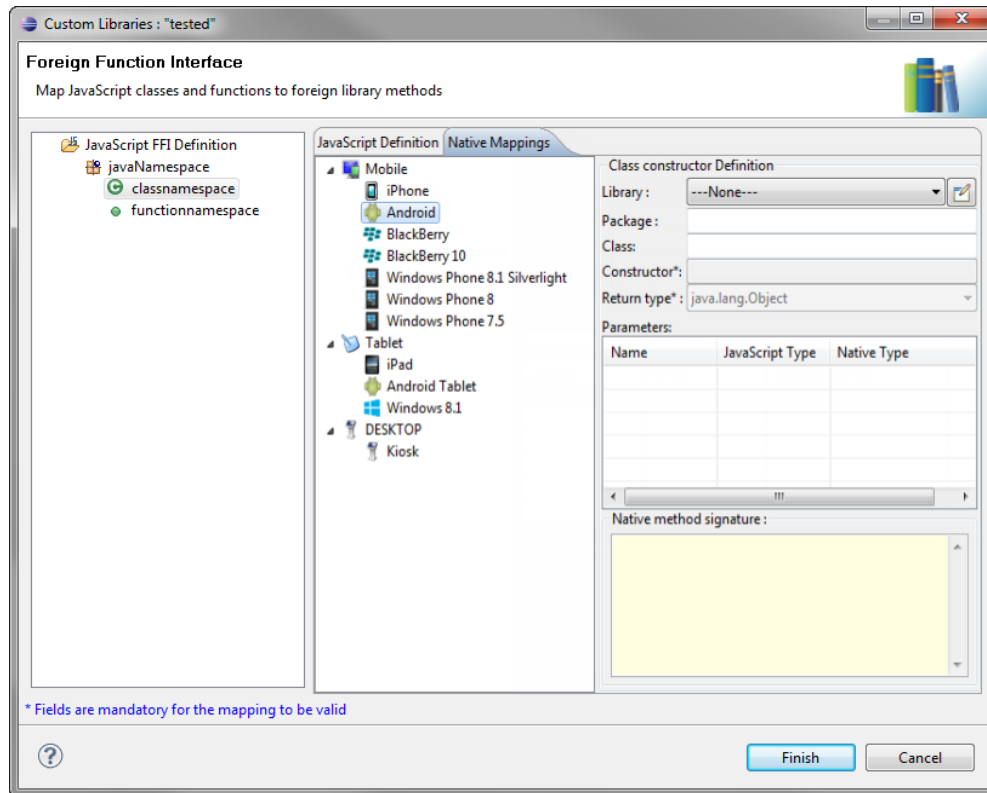 Custom Libraries : "tested"
Foreign Function Interface
Map JavaScript classes and functions to foreign library methods
JavaScript FFI Definition
javaNamespace
classnamespace
functionnamespace
JavaScript Definition
Native Mappings
Mobile
iPhone
Android
BlackBerry
BlackBerry 10
Windows Phone 8.1 Silverlight
Windows Phone 8
Windows Phone 7.5
Tablet
iPad
Android Tablet
Windows 8.1
DESKTOP
Kiosk
Class constructor Definition
Library : ---None---
Package :
Class:
Constructor*:
Return type* : java.lang.Object
Parameters:
Name JavaScript Type Native Type
Native method signature :
* Fields are mandatory for the mapping to be valid
Finish Cancel